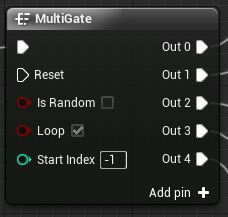 MultiGate
Out 0
Reset Out 1
Is Random Out 2
Loop Out 3
Start Index -1 Out 4
Add pin +